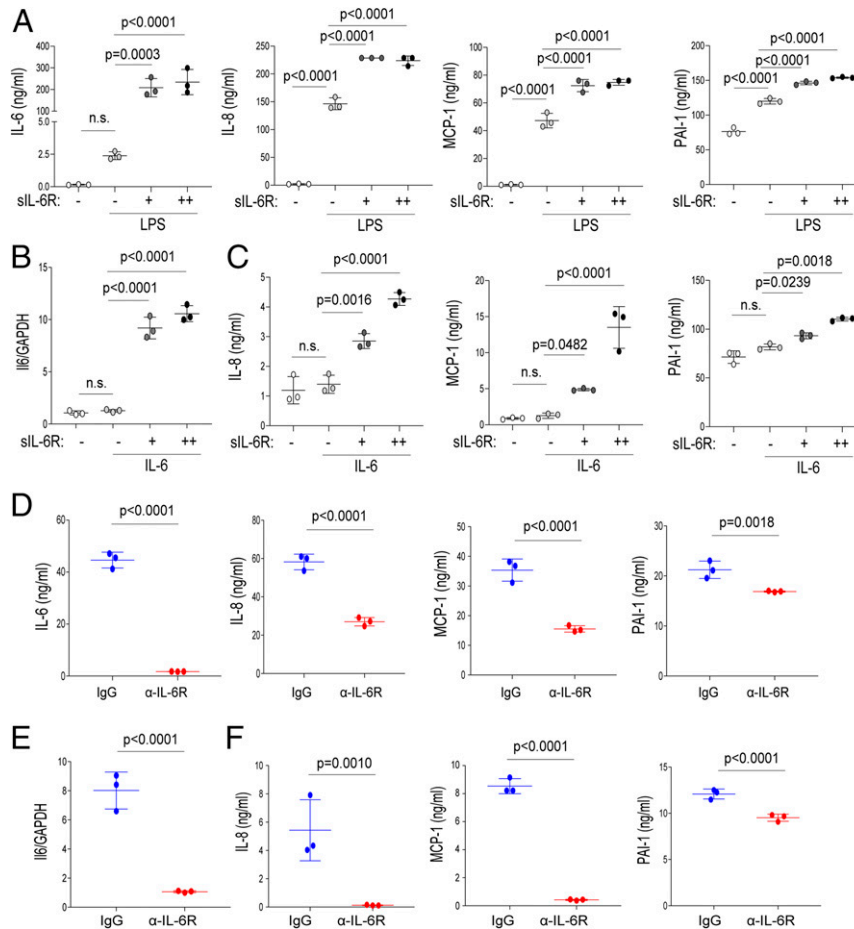 A
p<0.0001
p=0.0003
n.s.
IL-6 (ng/ml)
400
300
200
100
5.0
2.5
0.0
sIL-6R: - - + ++
LPS
p<0.0001
p<0.0001
p<0.0001
IL-8 (ng/ml)
250
200
150
100
50
0
- - + ++
LPS
p<0.0001
p<0.0001
p<0.0001
MCP-1 (ng/ml)
100
75
50
25
0
sIL-6R: - - + ++
LPS
p<0.0001
p<0.0001
p<0.0001
PAI-1 (ng/ml)
200
150
100
50
0
- - + ++
LPS
B
p<0.0001
p<0.0001
n.s.
Il6/GAPDH
15
10
5
0
sIL-6R: - - + ++
IL-6
C
p<0.0001
p=0.0016
n.s.
IL-8 (ng/ml)
5
4
3
2
1
0
- - + ++
IL-6
p<0.0001
p=0.0482
n.s.
MCP-1 (ng/ml)
20
15
10
5
0
sIL-6R: - - + ++
IL-6
p=0.0018
p=0.0239
n.s.
PAI-1 (ng/ml)
150
100
50
0
- - + ++
IL-6
D
p<0.0001
IL-6 (ng/ml)
60
40
20
0
IgG α-IL-6R
p<0.0001
IL-8 (ng/ml)
80
60
40
20
0
IgG α-IL-6R
p<0.0001
MCP-1 (ng/ml)
50
40
30
20
10
0
IgG α-IL-6R
p=0.0018
PAI-1 (ng/ml)
30
20
10
0
IgG α-IL-6R
E
p<0.0001
Il6/GAPDH
10
8
6
4
2
0
IgG α-IL-6R
F
p=0.0010
IL-8 (ng/ml)
10
8
6
4
2
0
IgG α-IL-6R
p<0.0001
MCP-1 (ng/ml)
10
9
8
7
6
5
4
3
2
1
0
IgG α-IL-6R
p<0.0001
PAI-1 (ng/ml)
15
10
5
0
IgG α-IL-6R